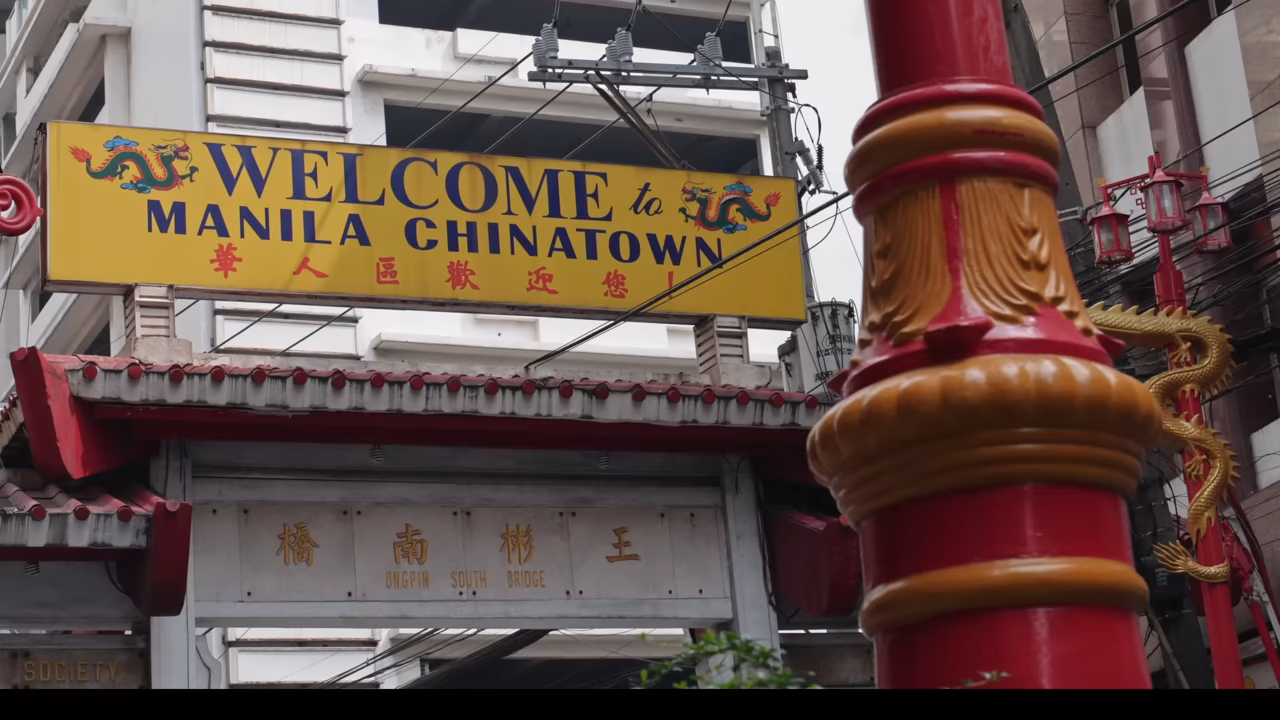 WELCOME to
MANILA CHINATOWN
華人區歡迎您！
橋南彬王
ONGPIN SOUTH BRIDGE
SOCIETY